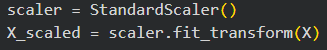 scaler = StandardScaler()
X_scaled = scaler.fit_transform(X)